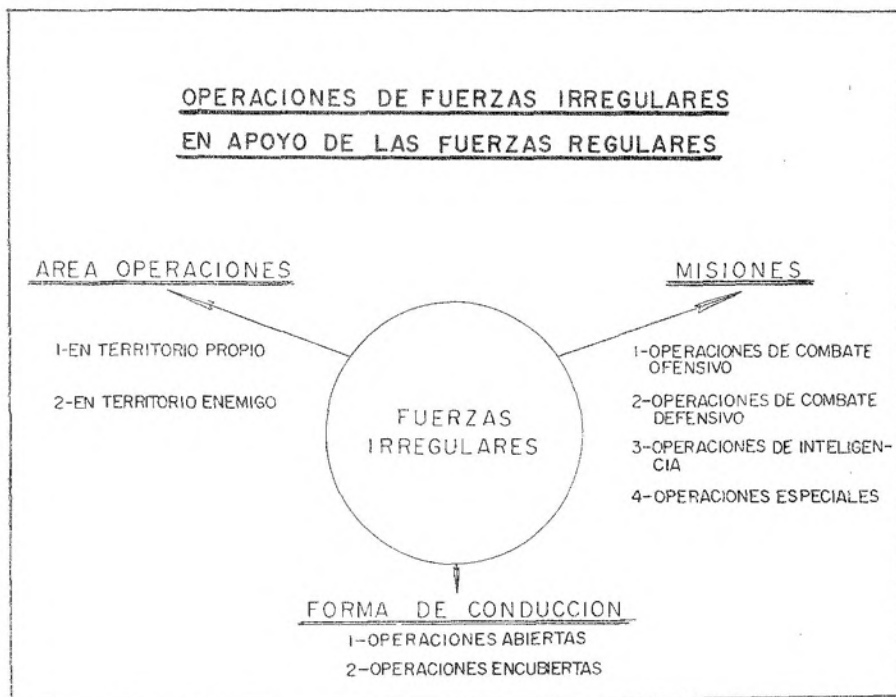 OPERACIONES DE FUERZAS IRREGULARES
EN APOYO DE LAS FUERZAS REGULARES
AREA OPERACIONES
1-EN TERRITORIO PROPIO
2-EN TERRITORIO ENEMIGO
FUERZAS
IRREGULARES
MISIONES
1-OPERACIONES DE COMBATE
OFENSIVO
2-OPERACIONES DE COMBATE
DEFENSIVO
3-OPERACIONES DE INTELIGEN-
CIA
4-OPERACIONES ESPECIALES
FORMA DE CONDUCCION
1-OPERACIONES ABIERTAS
2-OPERACIONES ENCUBIERTAS